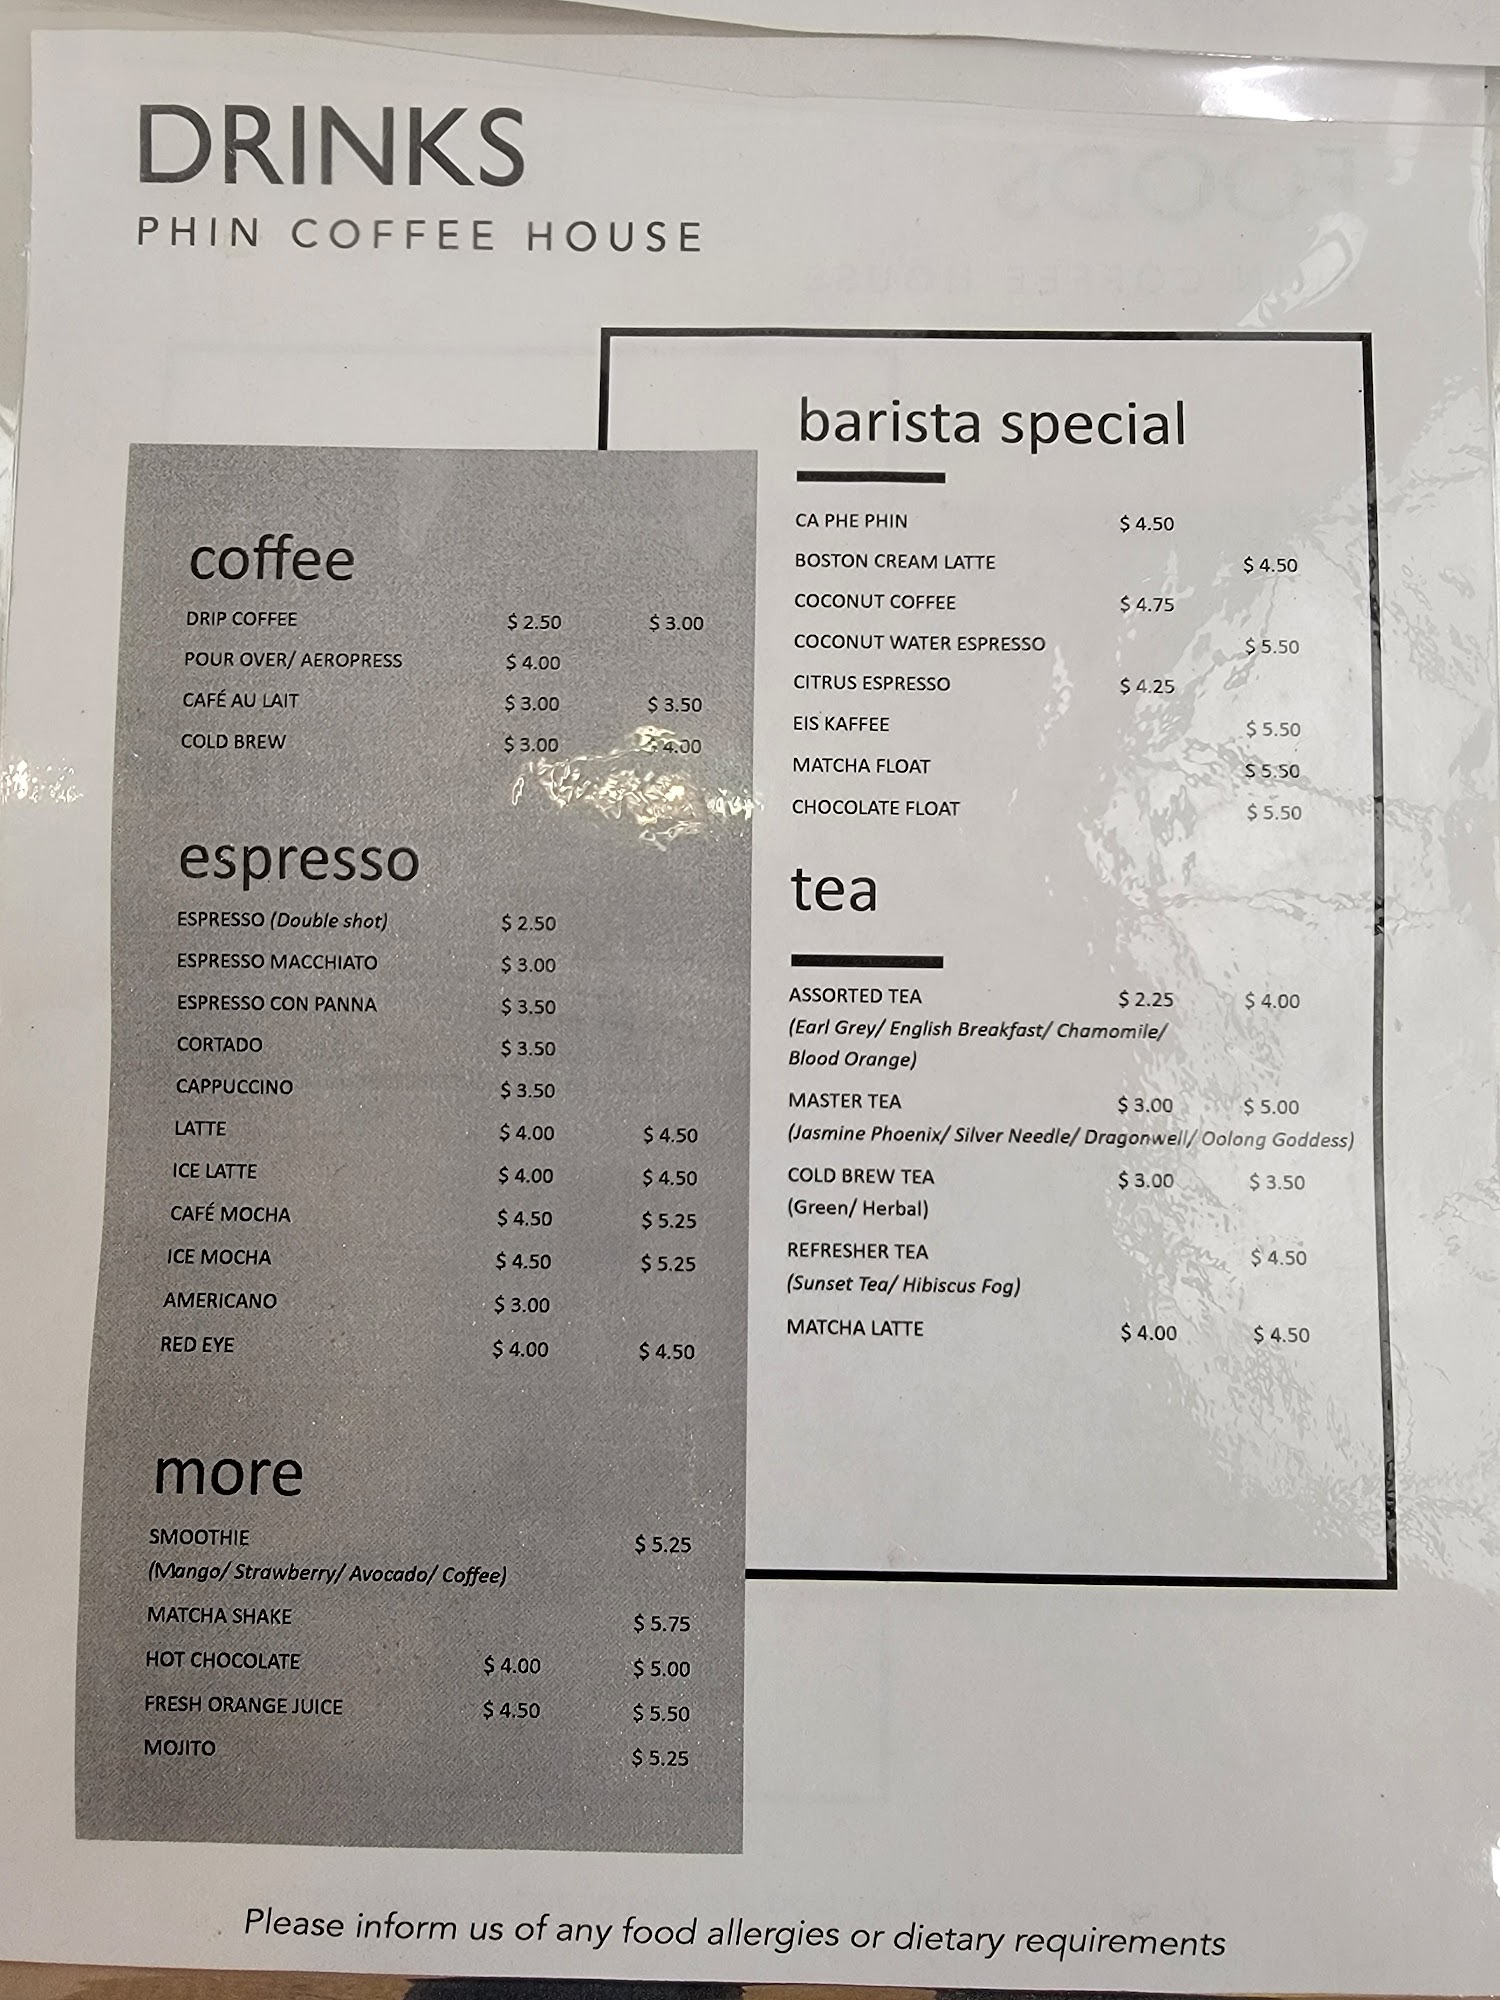 DRINKS
PHIN COFFEE HOUSE
coffee
DRIP COFFEE $ 2.50 $ 3.00
POUR OVER/ AEROPRESS $ 4.00
CAFÉ AU LAIT $ 3.00 $ 3.50
COLD BREW $ 3.00 $ 4.00
espresso
ESPRESSO (Double shot) $ 2.50
ESPRESSO MACCHIATO $ 3.00
ESPRESSO CON PANNA $ 3.50
CORTADO $ 3.50
CAPPUCCINO $ 3.50
LATTE $ 4.00 $ 4.50
ICE LATTE $ 4.00 $ 4.50
CAFÉ MOCHA $ 4.50 $ 5.25
ICE MOCHA $ 4.50 $ 5.25
AMERICANO $ 3.00
RED EYE $ 4.00 $ 4.50
more
SMOOTHIE $ 5.25
(Mango/ Strawberry/ Avocado/ Coffee)
MATCHA SHAKE $ 5.75
HOT CHOCOLATE $ 4.00 $ 5.00
FRESH ORANGE JUICE $ 4.50 $ 5.50
MOJITO $ 5.25
barista special
CA PHE PHIN $ 4.50
BOSTON CREAM LATTE $ 4.50
COCONUT COFFEE $ 4.75
COCONUT WATER ESPRESSO $ 5.50
CITRUS ESPRESSO $ 4.25
EIS KAFFEE $ 5.50
MATCHA FLOAT $ 5.50
CHOCOLATE FLOAT $ 5.50
tea
ASSORTED TEA $ 2.25 $ 4.00
(Earl Grey/ English Breakfast/ Chamomile/
Blood Orange)
MASTER TEA $ 3.00 $ 5.00
(Jasmine Phoenix/ Silver Needle/ Dragonwell/ Oolong Goddess)
COLD BREW TEA $ 3.00 $ 3.50
(Green/ Herbal)
REFRESHER TEA $ 4.50
(Sunset Tea/ Hibiscus Fog)
MATCHA LATTE $ 4.00 $ 4.50
Please inform us of any food allergies or dietary requirements